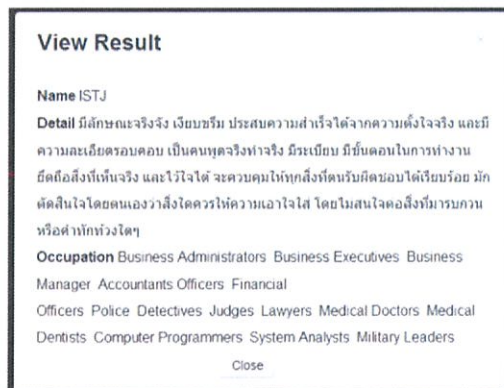 View Result
Name ISTJ
Detail มีลักษณะจริงจัง เงียบขรึม ประสบความสำเร็จได้จากความตั้งใจจริง และมี
ความละเอียดรอบคอบ เป็นคนพูดจริงทำจริง มีระเบียบ มีขั้นตอนในการทำงาน
ยึดถือสิ่งที่เห็นจริง และไว้ใจได้ จะควบคุมให้ทุกสิ่งที่ตนรับผิดชอบได้เรียบร้อย มัก
ตัดสินใจโดยตนเองว่าสิ่งใดควรให้ความเอาใจใส่ โดยไม่สนใจต่อสิ่งที่มารบกวน
หรือคำทักท้วงใดๆ
Occupation Business Administrators Business Executives Business
Manager Accountants Officers Financial
Officers Police Detectives Judges Lawyers Medical Doctors Medical
Dentists Computer Programmers System Analysts Military Leaders
Close